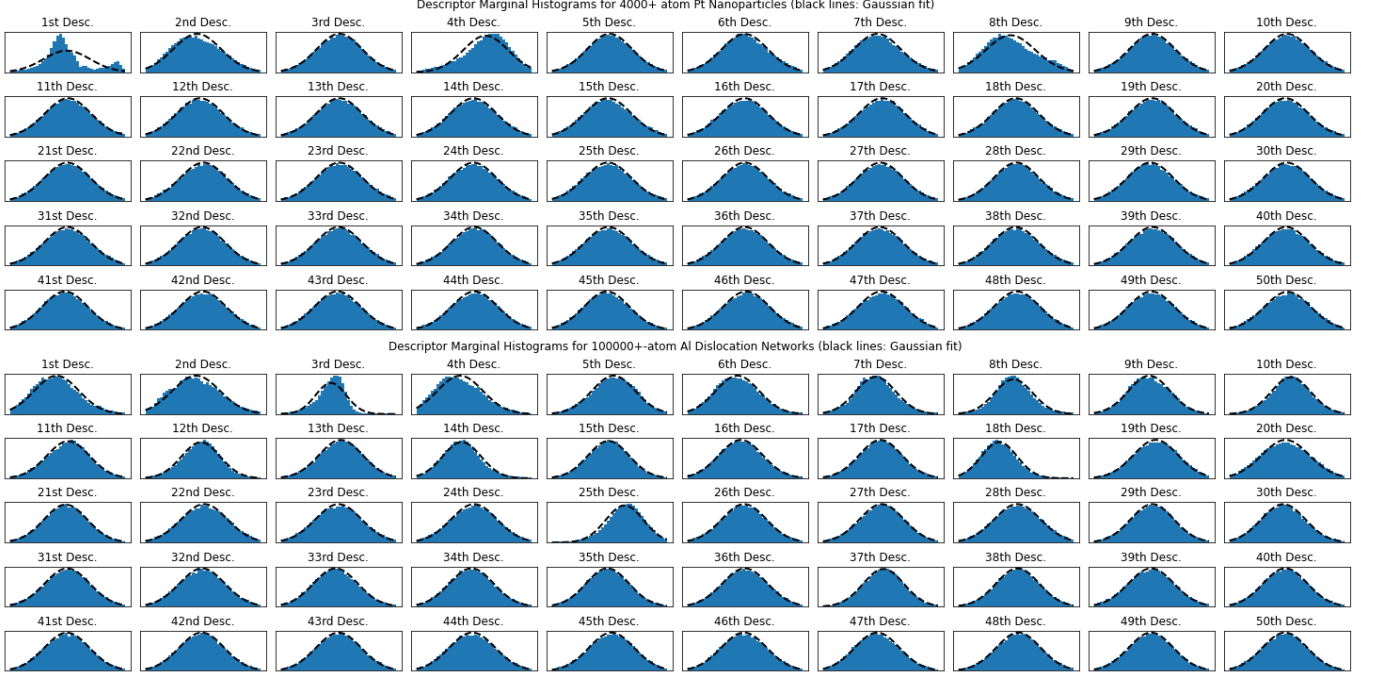 Descriptor Marginal Histograms for 4000+ atom Pt Nanoparticles (black lines: Gaussian fit)
1st Desc. 2nd Desc. 3rd Desc. 4th Desc. 5th Desc. 6th Desc. 7th Desc. 8th Desc. 9th Desc. 10th Desc.
11th Desc. 12th Desc. 13th Desc. 14th Desc. 15th Desc. 16th Desc. 17th Desc. 18th Desc. 19th Desc. 20th Desc.
21st Desc. 22nd Desc. 23rd Desc. 24th Desc. 25th Desc. 26th Desc. 27th Desc. 28th Desc. 29th Desc. 30th Desc.
31st Desc. 32nd Desc. 33rd Desc. 34th Desc. 35th Desc. 36th Desc. 37th Desc. 38th Desc. 39th Desc. 40th Desc.
41st Desc. 42nd Desc. 43rd Desc. 44th Desc. 45th Desc. 46th Desc. 47th Desc. 48th Desc. 49th Desc. 50th Desc.
Descriptor Marginal Histograms for 100000+-atom Al Dislocation Networks (black lines: Gaussian fit)
1st Desc. 2nd Desc. 3rd Desc. 4th Desc. 5th Desc. 6th Desc. 7th Desc. 8th Desc. 9th Desc. 10th Desc.
11th Desc. 12th Desc. 13th Desc. 14th Desc. 15th Desc. 16th Desc. 17th Desc. 18th Desc. 19th Desc. 20th Desc.
21st Desc. 22nd Desc. 23rd Desc. 24th Desc. 25th Desc. 26th Desc. 27th Desc. 28th Desc. 29th Desc. 30th Desc.
31st Desc. 32nd Desc. 33rd Desc. 34th Desc. 35th Desc. 36th Desc. 37th Desc. 38th Desc. 39th Desc. 40th Desc.
41st Desc. 42nd Desc. 43rd Desc. 44th Desc. 45th Desc. 46th Desc. 47th Desc. 48th Desc. 49th Desc. 50th Desc.